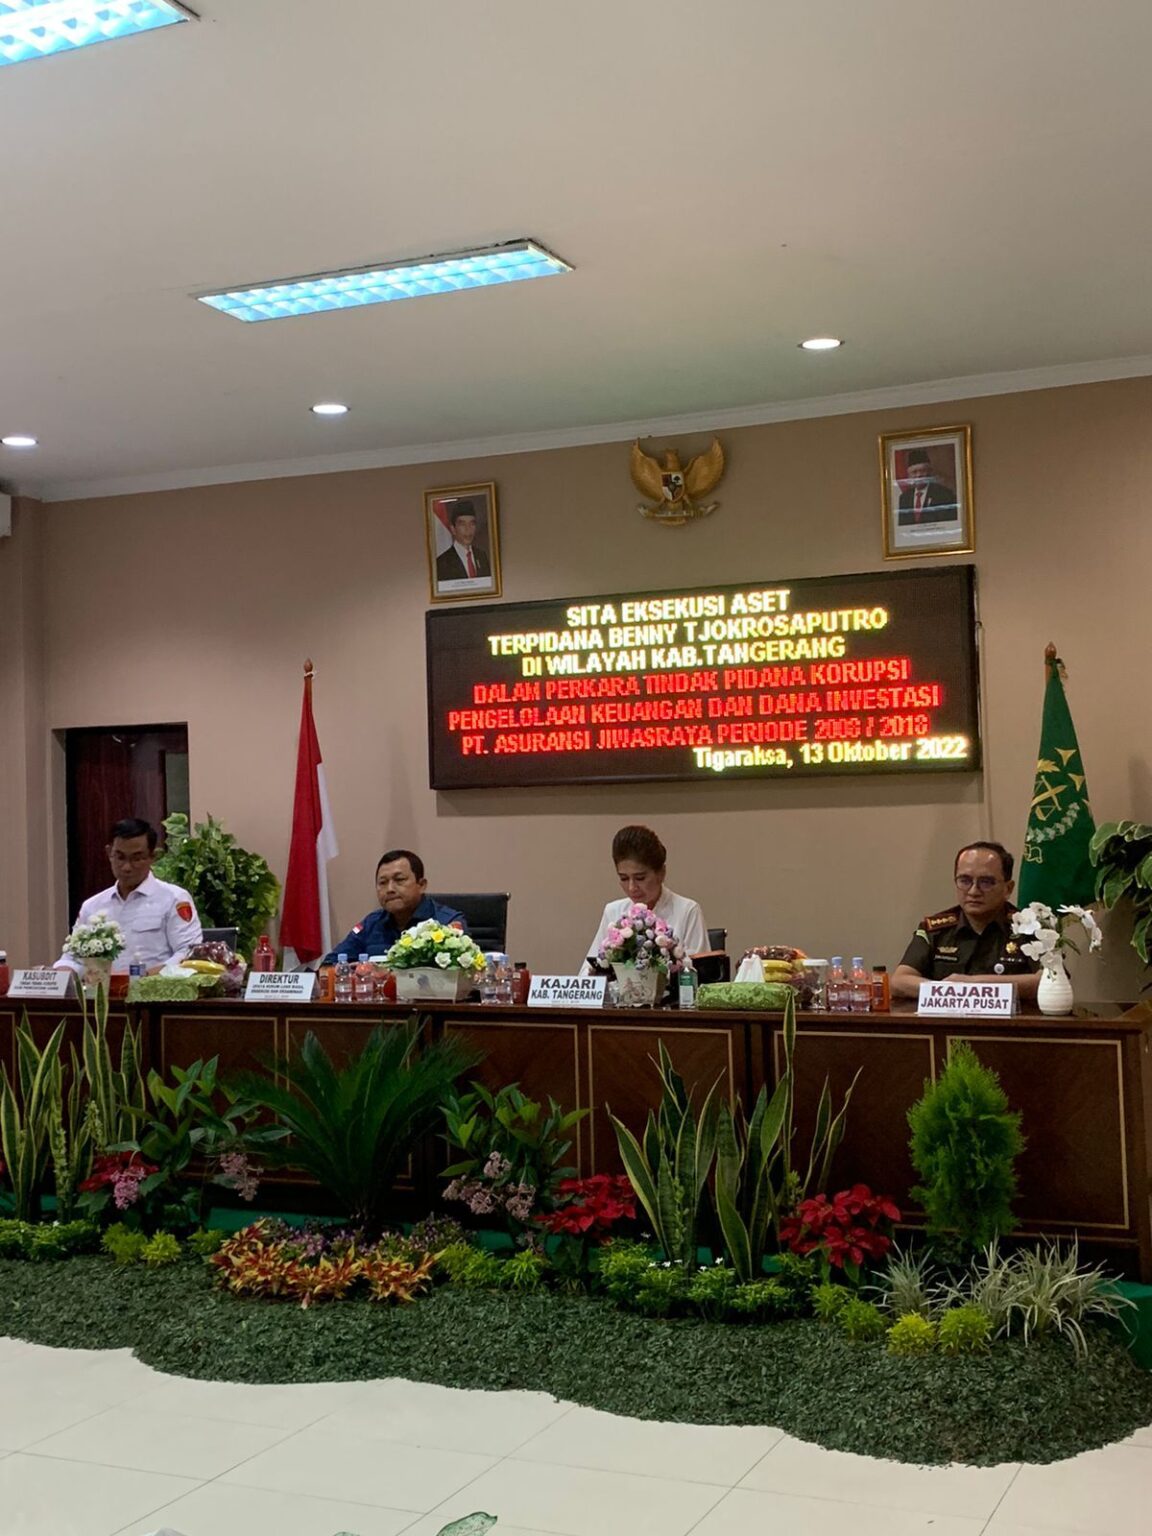 SITA EKSEKUSI ASET
TERPIDANA BENNY TJOKROSAPUTRO
DI WILAYAH KAB.TANGERANG
DALAM PERKARA TINDAK PIDANA KORUPSI
PENGELOLAAN KEUANGAN DAN DANA INVESTASI
PT. ASURANSI JIWASRAYA PERIODE 2008 / 2018
Tigaraksa, 13 Oktober 2022
KASUBDIT
DIREKTUR
KAJARI
KAB. TANGERANG
KAJARI
JAKARTA PUSAT